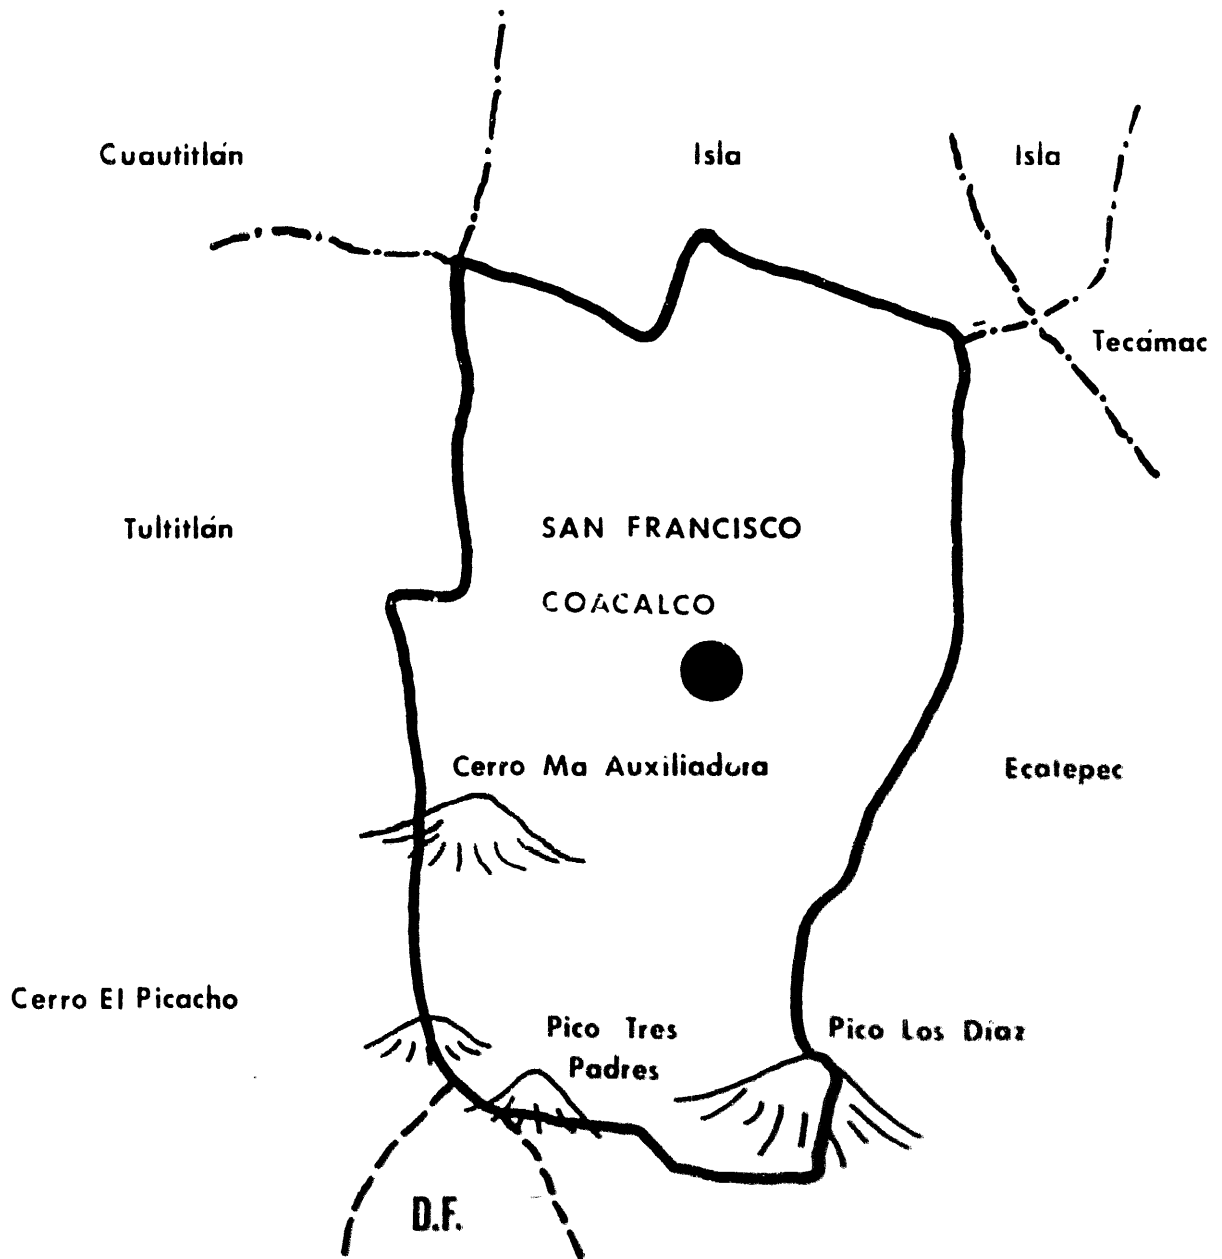 Cuautitlán
Isla
Isla
Tecámac
Tultitlán
SAN FRANCISCO
COACALCO
Cerro Ma Auxiliadora
Ecatepec
Cerro El Picacho
Pico Tres
Padres
Pico Los Díaz
D.F.